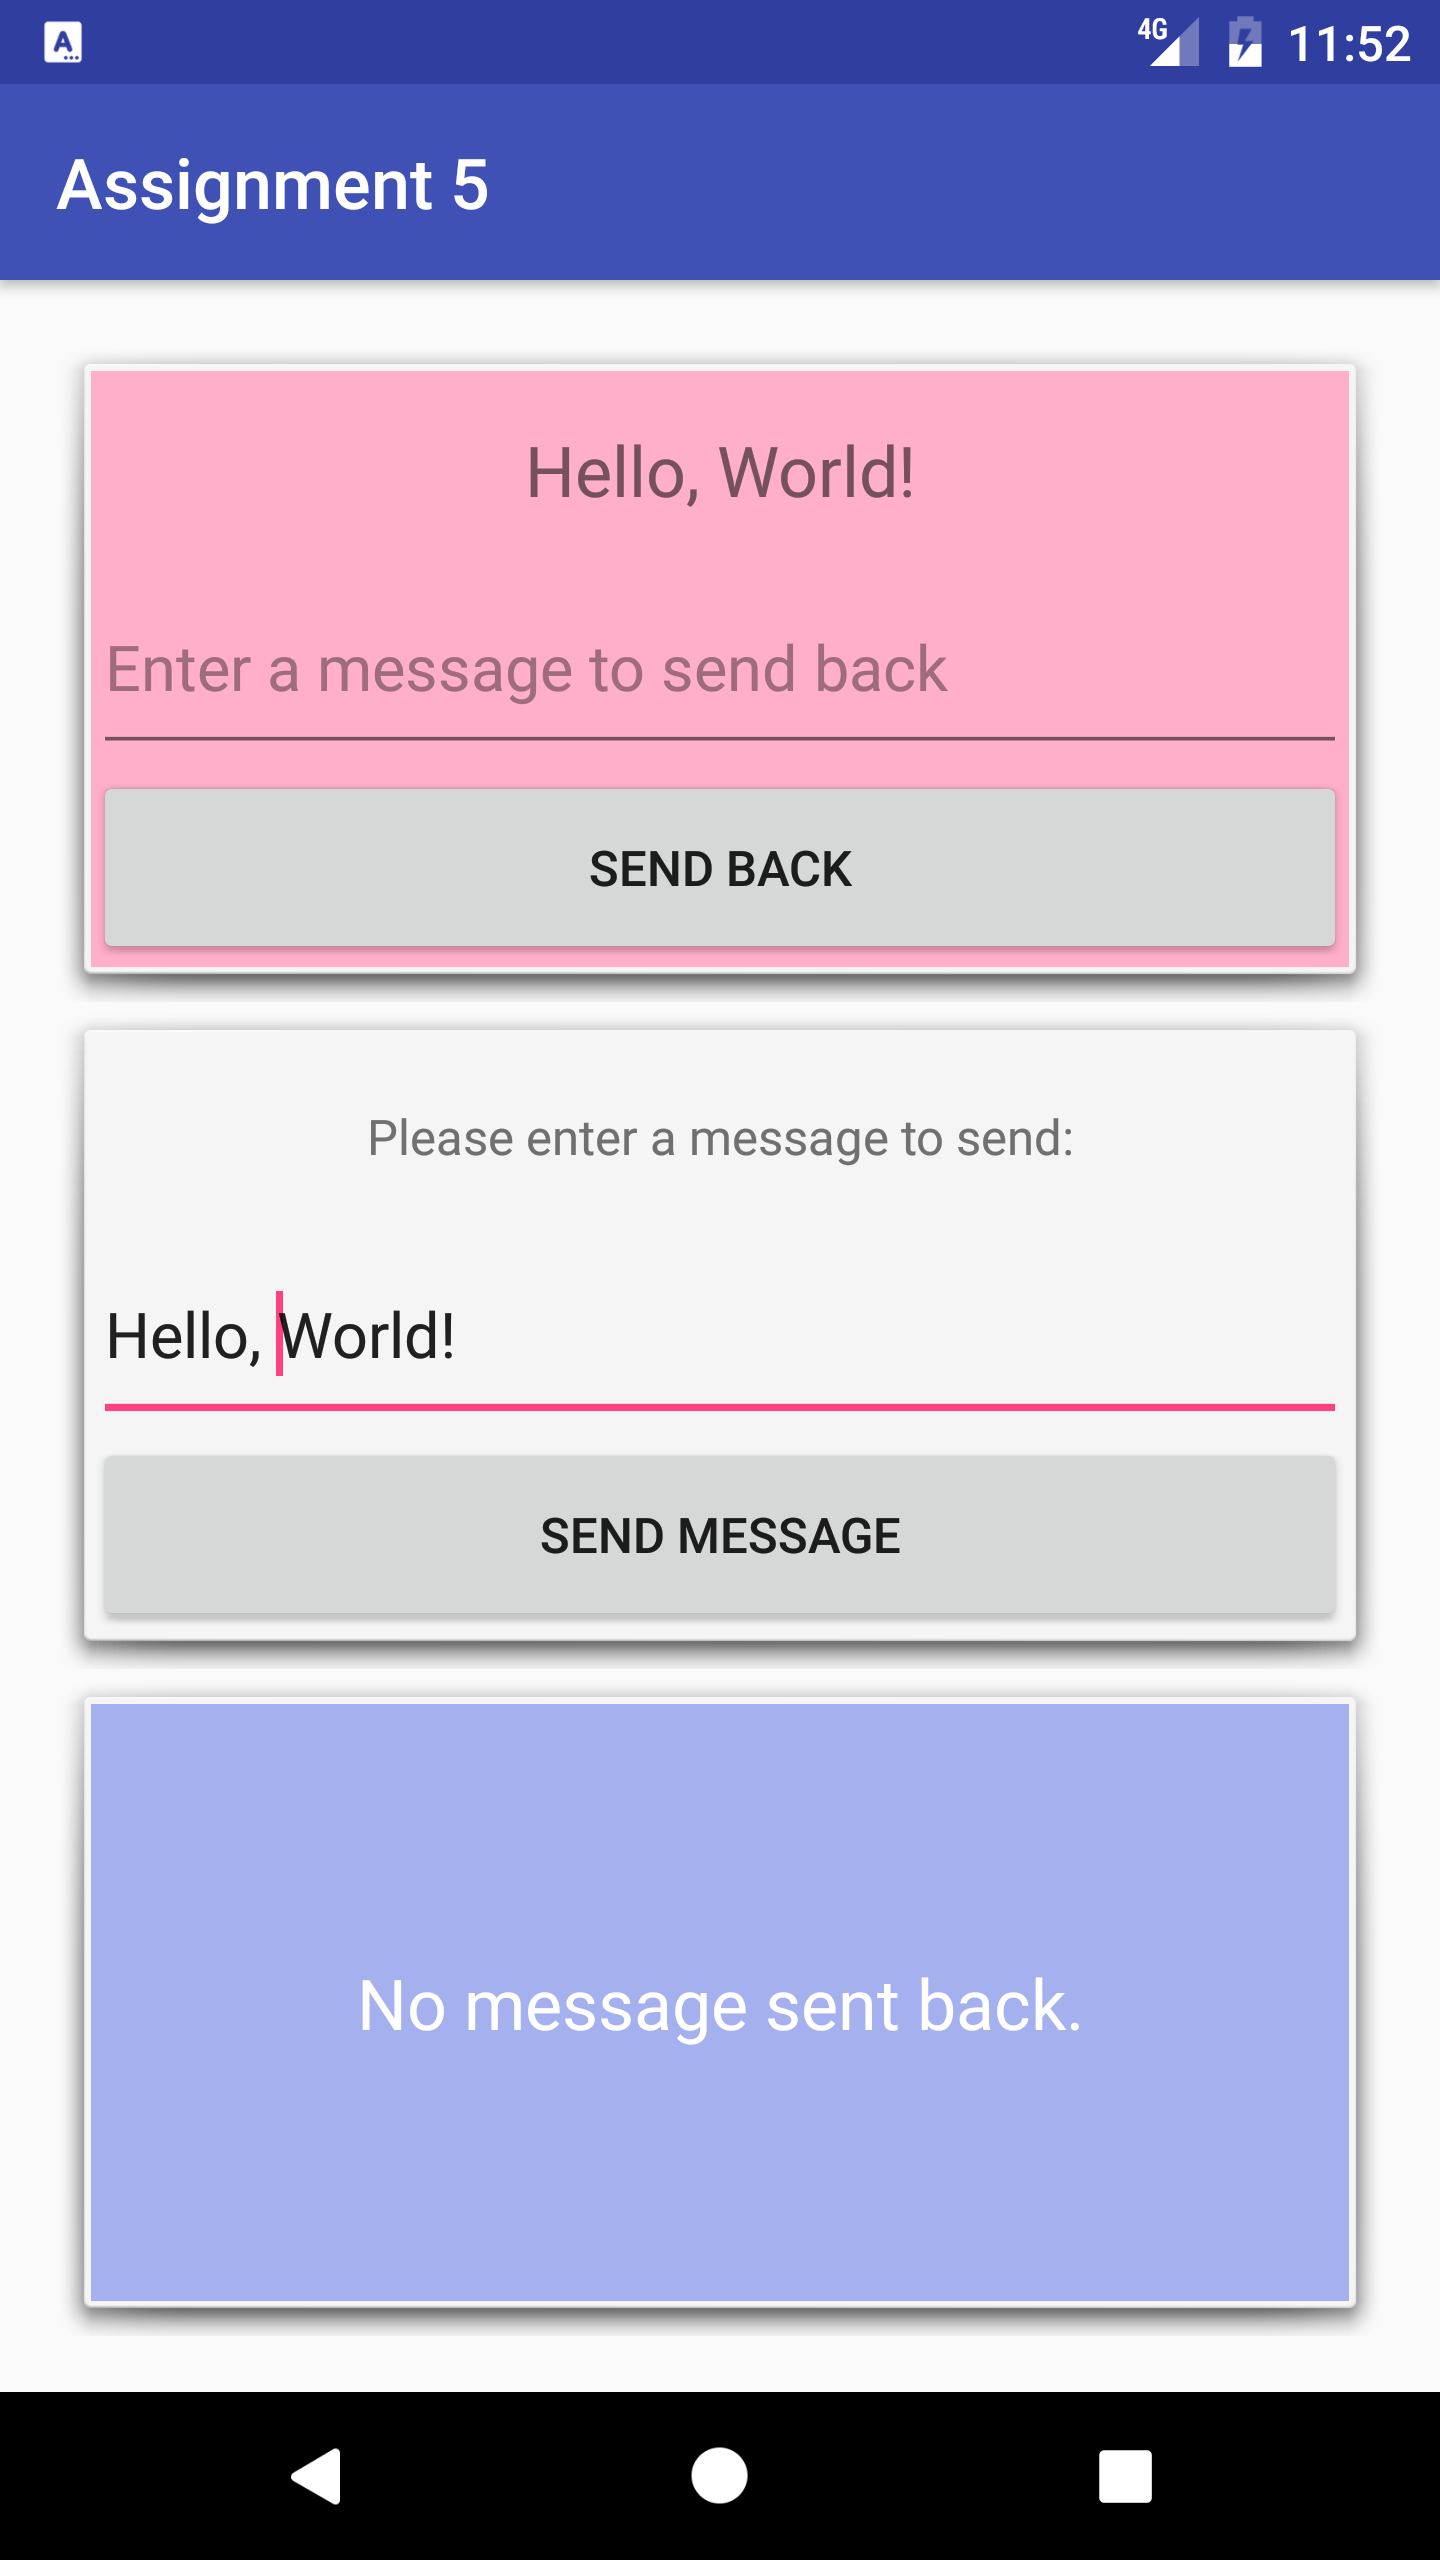 4G 11:52
Assignment 5
Hello, World!
Enter a message to send back
SEND BACK
Please enter a message to send:
Hello, World!
SEND MESSAGE
No message sent back.